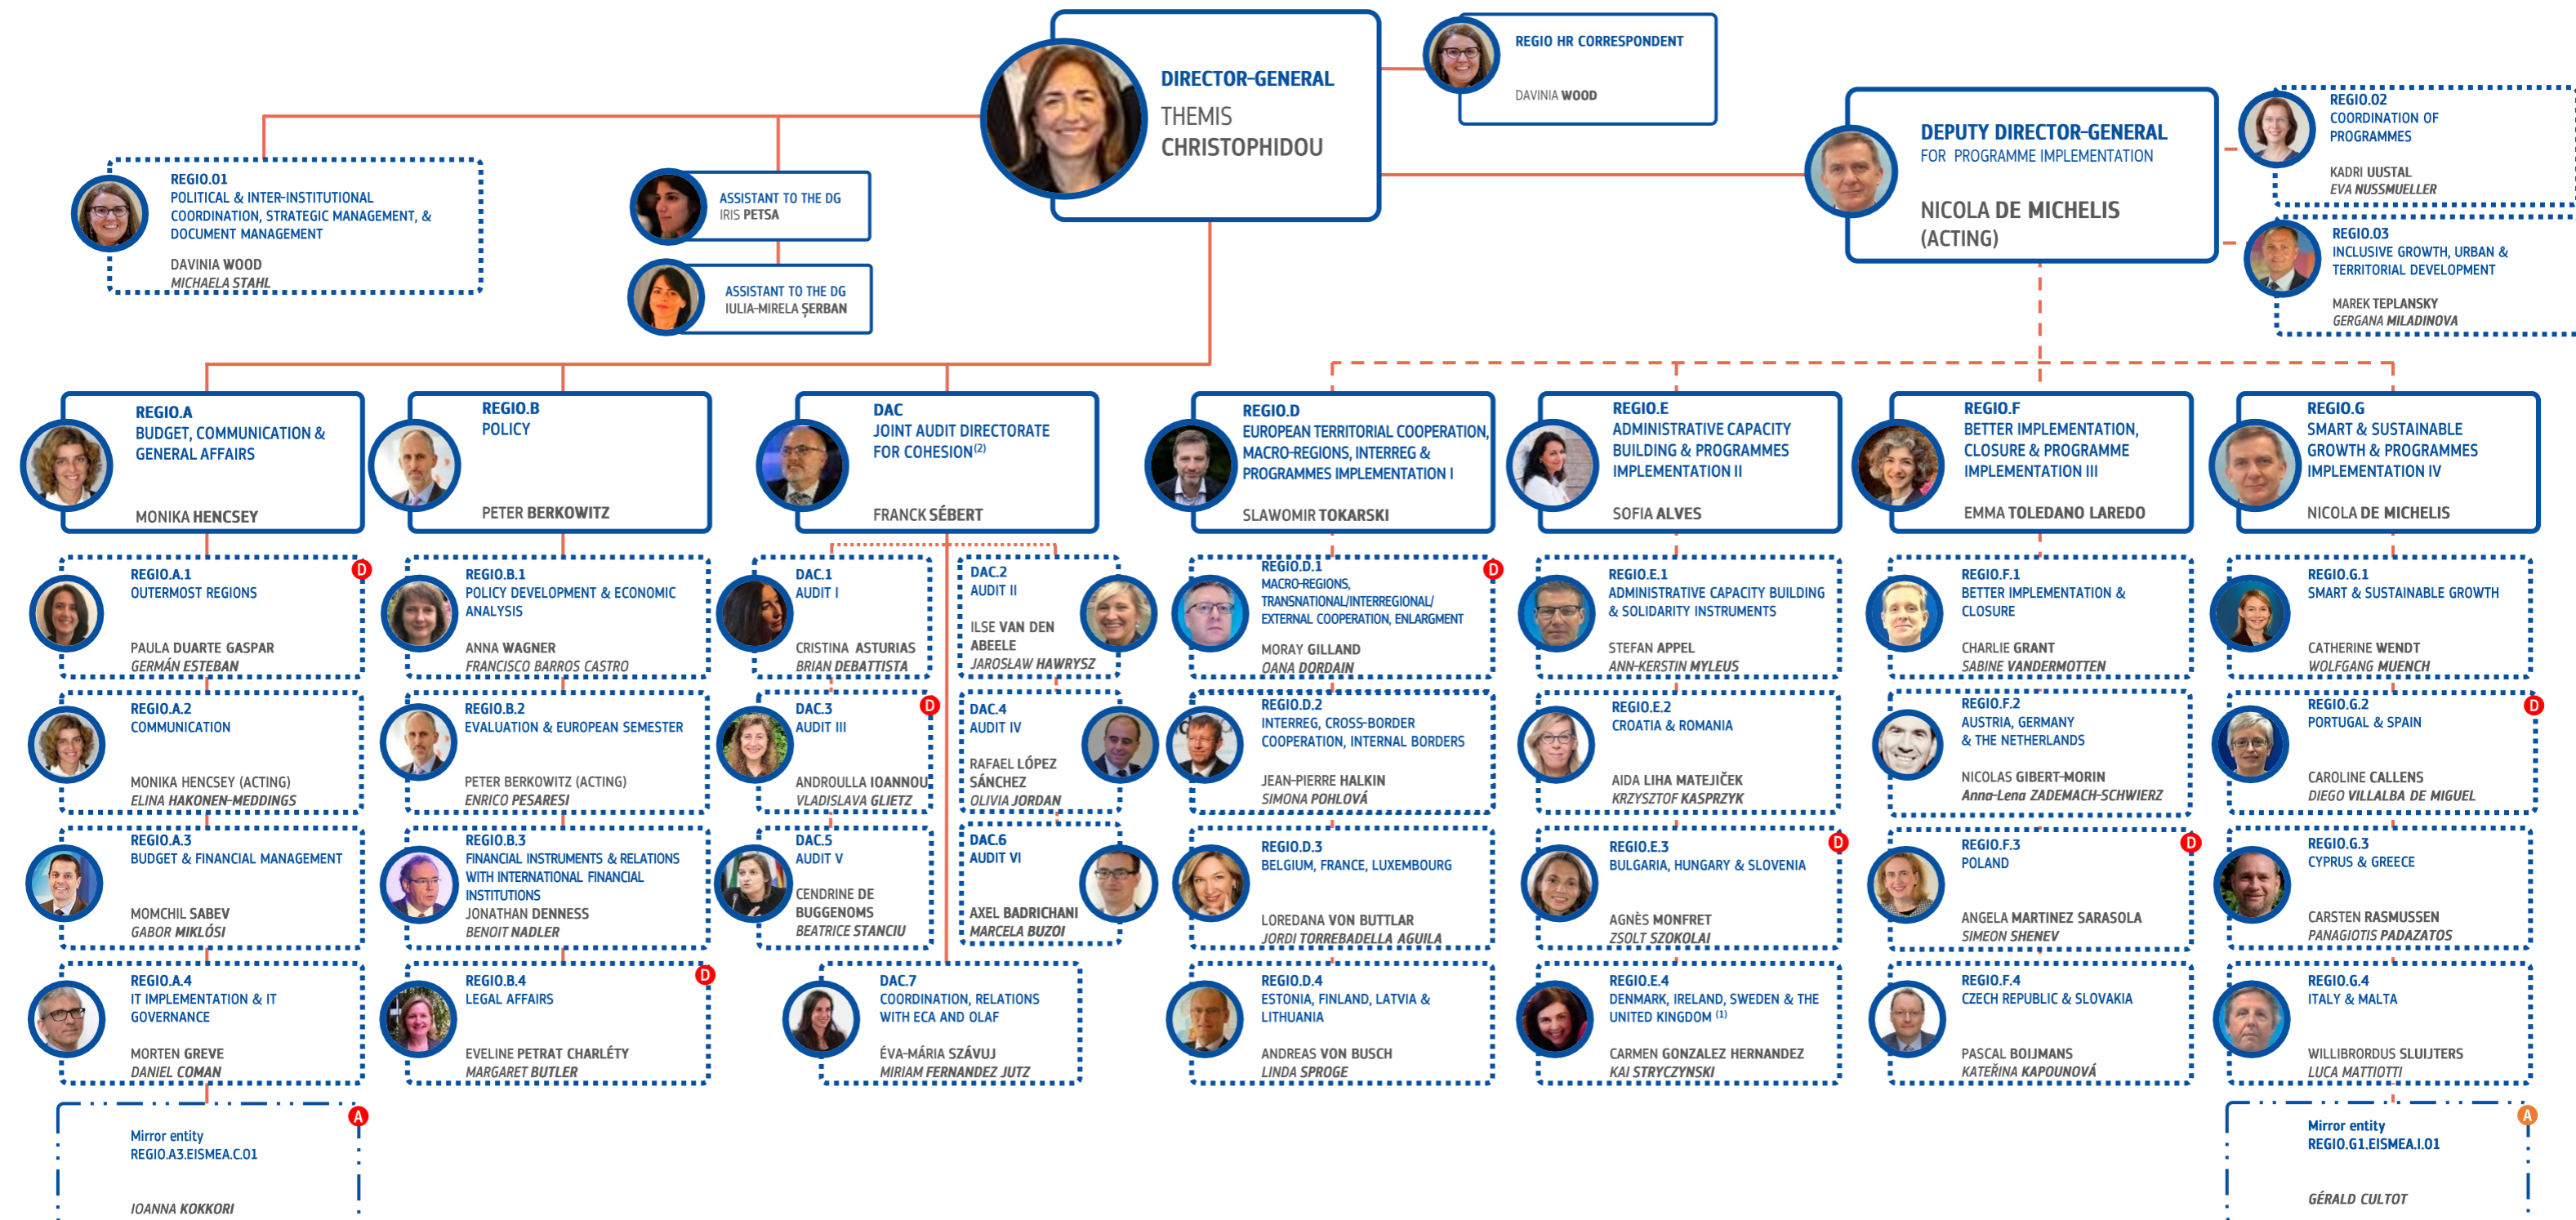 DIRECTOR-GENERAL
THEMIS
CHRISTOPHIDOU
REGIO HR CORRESPONDENT
DAVINIA WOOD
DEPUTY DIRECTOR-GENERAL
FOR PROGRAMME IMPLEMENTATION
NICOLA DE MICHELIS
(ACTING)
REGIO.02
COORDINATION OF
PROGRAMMES
KADRI UUSTAL
EVA NUSSMUELLER
REGIO.03
INCLUSIVE GROWTH, URBAN &
TERRITORIAL DEVELOPMENT
MAREK TEPLANSKY
GERGANA MILADINOVA
REGIO.01
POLITICAL & INTER-INSTITUTIONAL
COORDINATION, STRATEGIC MANAGEMENT, &
DOCUMENT MANAGEMENT
DAVINIA WOOD
MICHAELA STAHL
ASSISTANT TO THE DG
IRIS PETSA
ASSISTANT TO THE DG
IULIA-MIRELA ȘERBAN
REGIO.A
BUDGET, COMMUNICATION &
GENERAL AFFAIRS
MONIKA HENCSEY
REGIO.A.1
OUTERMOST REGIONS
D
PAULA DUARTE GASPAR
GERMÁN ESTEBAN
REGIO.A.2
COMMUNICATION
MONIKA HENCSEY (ACTING)
ELINA HAKONEN-MEDDINGS
REGIO.A.3
BUDGET & FINANCIAL MANAGEMENT
MOMCHIL SABEV
GABOR MIKLÓSI
REGIO.A.4
IT IMPLEMENTATION & IT
GOVERNANCE
MORTEN GREVE
DANIEL COMAN
A
Mirror entity
REGIO.A3.EISMEA.C.01
IOANNA KOKKORI
REGIO.B
POLICY
PETER BERKOWITZ
REGIO.B.1
POLICY DEVELOPMENT & ECONOMIC
ANALYSIS
ANNA WAGNER
FRANCISCO BARROS CASTRO
REGIO.B.2
EVALUATION & EUROPEAN SEMESTER
PETER BERKOWITZ (ACTING)
ENRICO PESARESI
REGIO.B.3
FINANCIAL INSTRUMENTS & RELATIONS
WITH INTERNATIONAL FINANCIAL
INSTITUTIONS
JONATHAN DENNESS
BENOIT NADLER
REGIO.B.4
LEGAL AFFAIRS
D
EVELINE PETRAT CHARLÉTY
MARGARET BUTLER
DAC
JOINT AUDIT DIRECTORATE
FOR COHESION(2)
FRANCK SÉBERT
DAC.1
AUDIT I
CRISTINA ASTURIAS
BRIAN DEBATTISTA
DAC.2
AUDIT II
ILSE VAN DEN
ABEELE
JAROSŁAW HAWRYSZ
DAC.3
AUDIT III
D
ANDROULLA IOANNOU
VLADISLAVA GLIETZ
DAC.4
AUDIT IV
RAFAEL LÓPEZ
SÁNCHEZ
OLIVIA JORDAN
DAC.5
AUDIT V
CENDRINE DE
BUGGENOMS
BEATRICE STANCIU
DAC.6
AUDIT VI
AXEL BADRICHANI
MARCELA BUZOI
DAC.7
COORDINATION, RELATIONS
WITH ECA AND OLAF
ÉVA-MÁRIA SZÁVUJ
MIRIAM FERNANDEZ JUTZ
REGIO.D
EUROPEAN TERRITORIAL COOPERATION,
MACRO-REGIONS, INTERREG &
PROGRAMMES IMPLEMENTATION I
SLAWOMIR TOKARSKI
REGIO.D.1
MACRO-REGIONS,
TRANSNATIONAL/INTERREGIONAL/
EXTERNAL COOPERATION, ENLARGMENT
D
MORAY GILLAND
OANA DORDAIN
REGIO.D.2
INTERREG, CROSS-BORDER
COOPERATION, INTERNAL BORDERS
JEAN-PIERRE HALKIN
SIMONA POHLOVÁ
REGIO.D.3
BELGIUM, FRANCE, LUXEMBOURG
LOREDANA VON BUTTLAR
JORDI TORREBADELLA AGUILA
REGIO.D.4
ESTONIA, FINLAND, LATVIA &
LITHUANIA
ANDREAS VON BUSCH
LINDA SPROGE
REGIO.E
ADMINISTRATIVE CAPACITY
BUILDING & PROGRAMMES
IMPLEMENTATION II
SOFIA ALVES
REGIO.E.1
ADMINISTRATIVE CAPACITY BUILDING
& SOLIDARITY INSTRUMENTS
STEFAN APPEL
ANN-KERSTIN MYLEUS
REGIO.E.2
CROATIA & ROMANIA
AIDA LIHA MATEJIČEK
KRZYSZTOF KASPRZYK
REGIO.E.3
BULGARIA, HUNGARY & SLOVENIA
D
AGNÈS MONFRET
ZSOLT SZOKOLAI
REGIO.E.4
DENMARK, IRELAND, SWEDEN & THE
UNITED KINGDOM (1)
CARMEN GONZALEZ HERNANDEZ
KAI STRYCZYNSKI
REGIO.F
BETTER IMPLEMENTATION,
CLOSURE & PROGRAMME
IMPLEMENTATION III
EMMA TOLEDANO LAREDO
REGIO.F.1
BETTER IMPLEMENTATION &
CLOSURE
CHARLIE GRANT
SABINE VANDERMOTTEN
REGIO.F.2
AUSTRIA, GERMANY
& THE NETHERLANDS
NICOLAS GIBERT-MORIN
Anna-Lena ZADEMACH-SCHWIERZ
REGIO.F.3
POLAND
D
ANGELA MARTINEZ SARASOLA
SIMEON SHENEV
REGIO.F.4
CZECH REPUBLIC & SLOVAKIA
PASCAL BOIJMANS
KATEŘINA KAPOUNOVÁ
REGIO.G
SMART & SUSTAINABLE
GROWTH & PROGRAMMES
IMPLEMENTATION IV
NICOLA DE MICHELIS
REGIO.G.1
SMART & SUSTAINABLE GROWTH
CATHERINE WENDT
WOLFGANG MUENCH
REGIO.G.2
PORTUGAL & SPAIN
D
CAROLINE CALLENS
DIEGO VILLALBA DE MIGUEL
REGIO.G.3
CYPRUS & GREECE
CARSTEN RASMUSSEN
PANAGIOTIS PADAZATOS
REGIO.G.4
ITALY & MALTA
WILLIBRORDUS SLUIJTERS
LUCA MATTIOTTI
A
Mirror entity
REGIO.G1.EISMEA.I.01
GÉRALD CULTOT